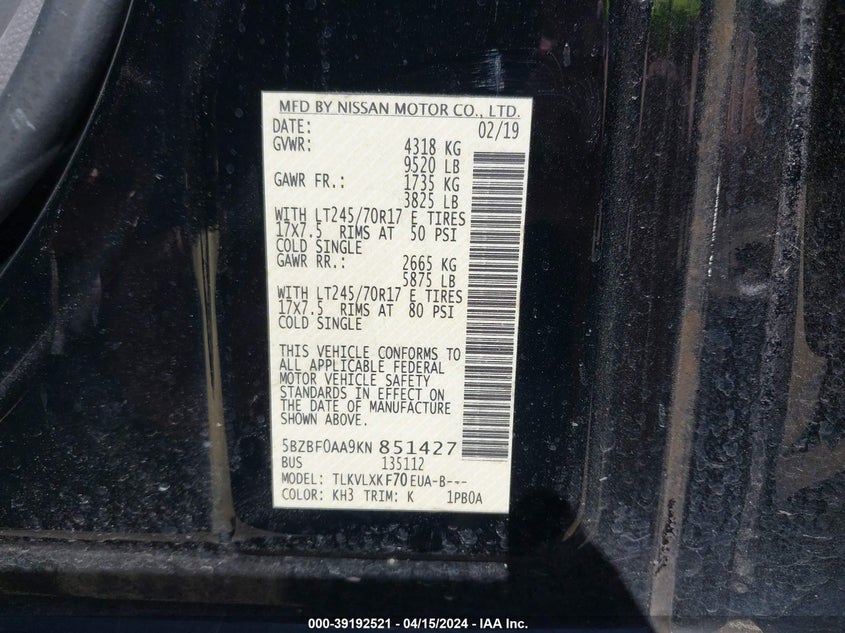 MFD BY NISSAN MOTOR CO., LTD.
DATE: 02/19
GVWR: 4318 KG
9520 LB
GAWR FR.: 1735 KG
3825 LB
WITH LT245/70R17 E TIRES
17X7.5 RIMS AT 50 PSI
COLD SINGLE
GAWR RR.: 2665 KG
5875 LB
WITH LT245/70R17 E TIRES
17X7.5 RIMS AT 80 PSI
COLD SINGLE
THIS VEHICLE CONFORMS TO
ALL APPLICABLE FEDERAL
MOTOR VEHICLE SAFETY
STANDARDS IN EFFECT ON
THE DATE OF MANUFACTURE
SHOWN ABOVE.
5BZBF0AA9KN 851427
BUS 135112
MODEL: TLKVLXKF70EUA-B---
COLOR: KH3 TRIM: K 1PB0A
000-39192521 - 04/15/2024 - IAA Inc.